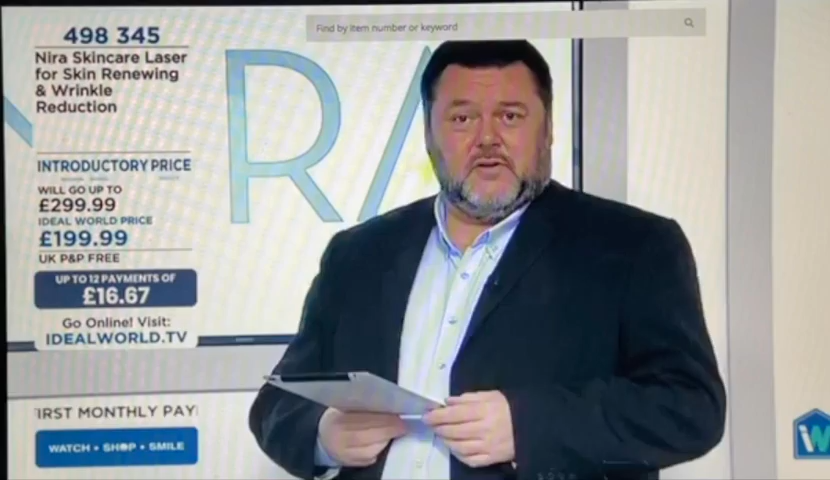 Find by item number or keyword
498 345
Nira Skincare Laser
for Skin Renewing
& Wrinkle
Reduction
INTRODUCTORY PRICE
WILL GO UP TO
£299.99
IDEAL WORLD PRICE
£199.99
UK P&P FREE
UP TO 12 PAYMENTS OF
£16.67
Go Online! Visit:
IDEALWORLD.TV
IRST MONTHLY PAY
WATCH • SHOP • SMILE
RA
iW